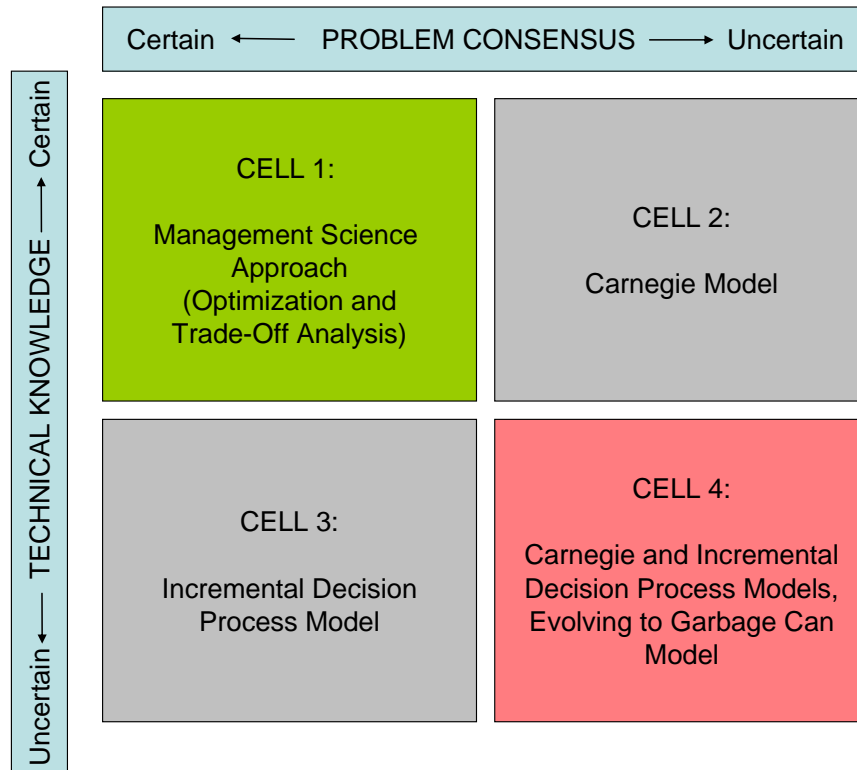 Certain ← PROBLEM CONSENSUS → Uncertain
Uncertain ← TECHNICAL KNOWLEDGE → Certain
CELL 1:
Management Science
Approach
(Optimization and
Trade-Off Analysis)
CELL 2:
Carnegie Model
CELL 3:
Incremental Decision
Process Model
CELL 4:
Carnegie and Incremental
Decision Process Models,
Evolving to Garbage Can
Model